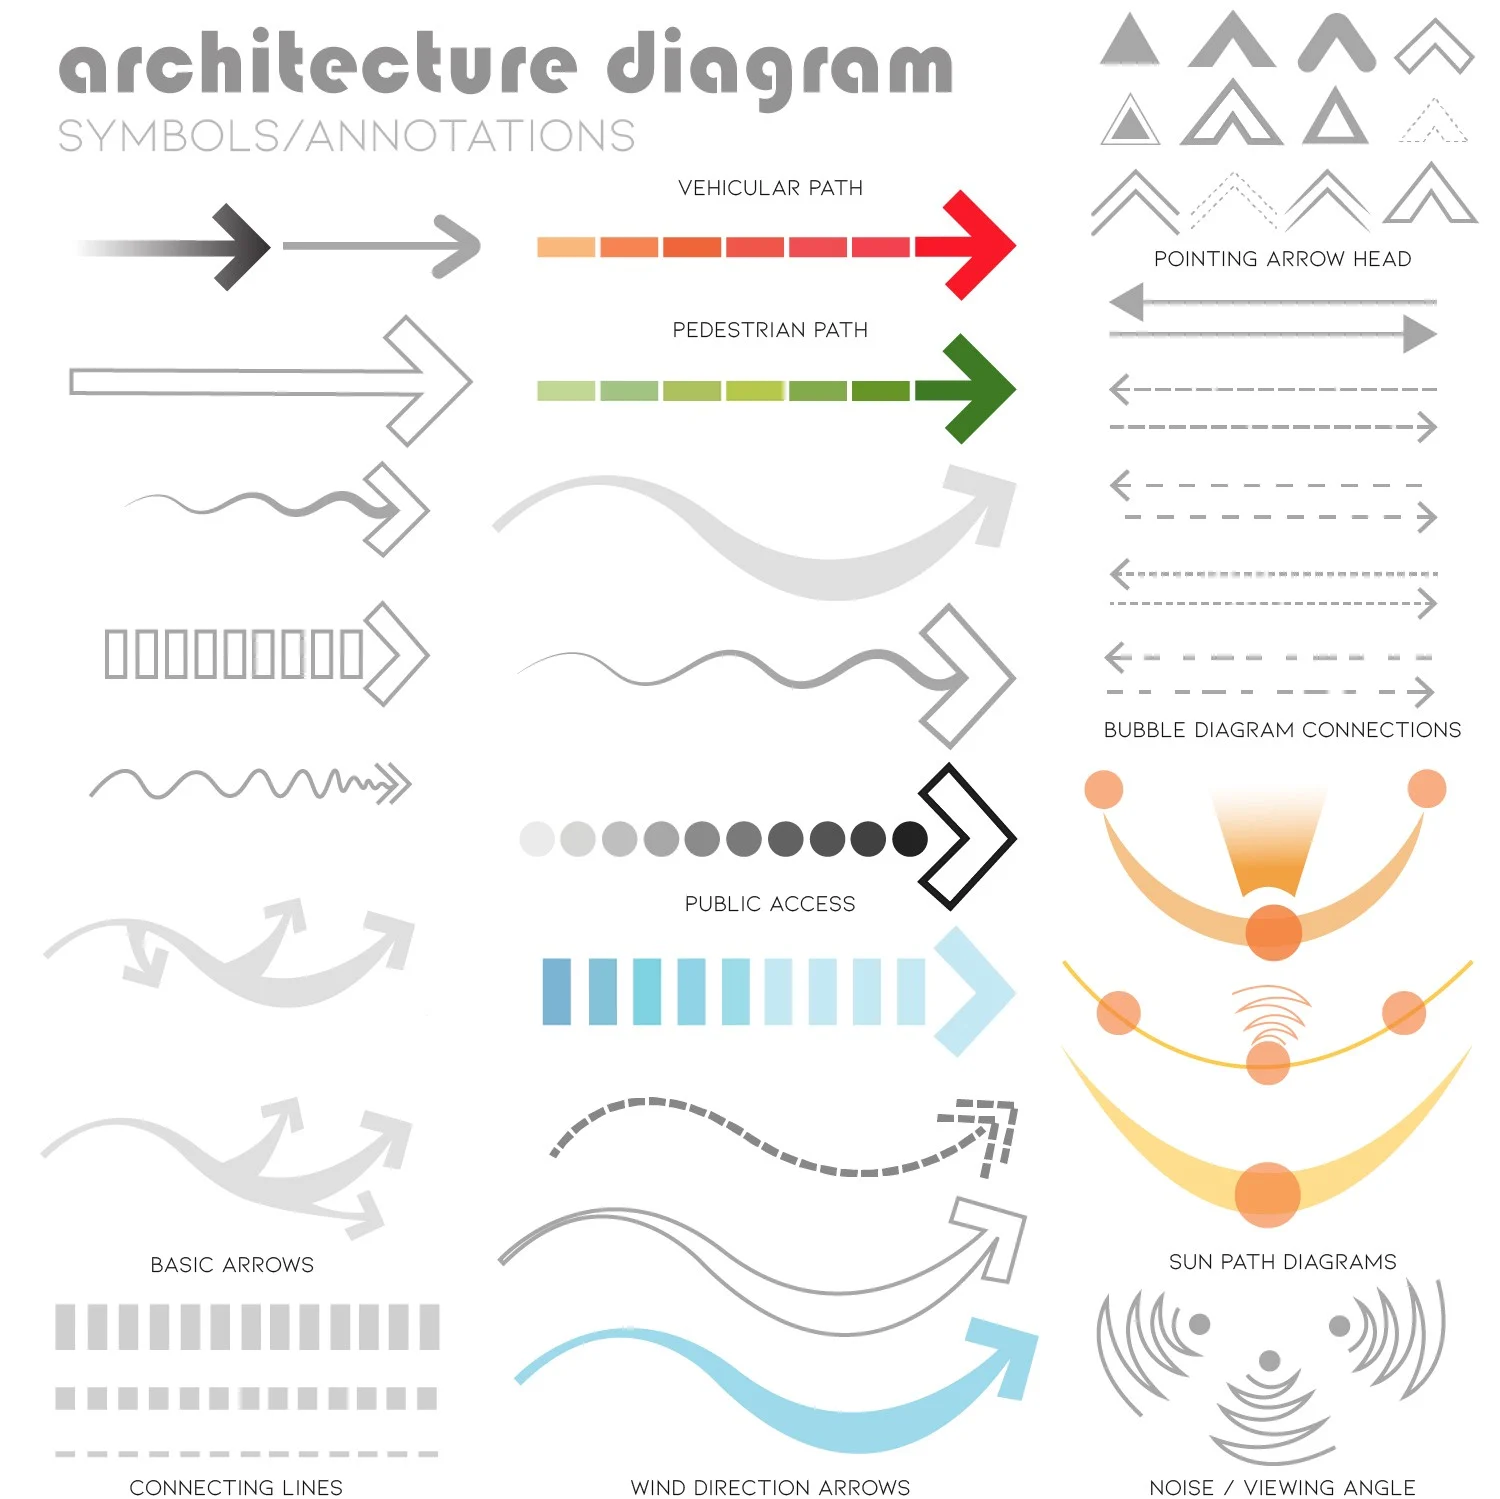 architecture diagram
SYMBOLS/ANNOTATIONS
VEHICULAR PATH
PEDESTRIAN PATH
POINTING ARROW HEAD
BUBBLE DIAGRAM CONNECTIONS
PUBLIC ACCESS
BASIC ARROWS
SUN PATH DIAGRAMS
CONNECTING LINES
WIND DIRECTION ARROWS
NOISE / VIEWING ANGLE